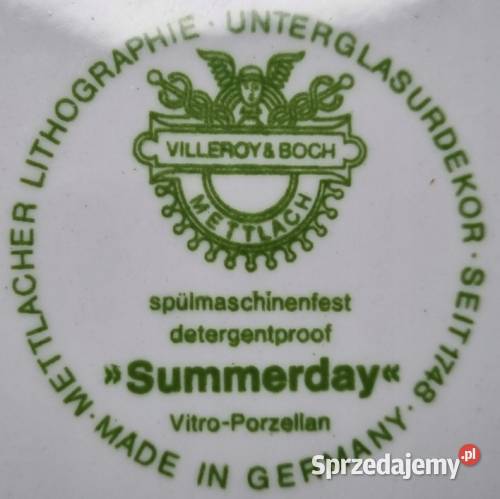 METTLACHER LITHOGRAPHIE · UNTERGLASURDEKOR · SEIT 1748 ·
MADE IN GERMANY ·
VILLEROY & BOCH
METTLACH
spülmaschinenfest
detergentproof
»Summerday«
Vitro-Porzellan
Sprzedajemy.pl